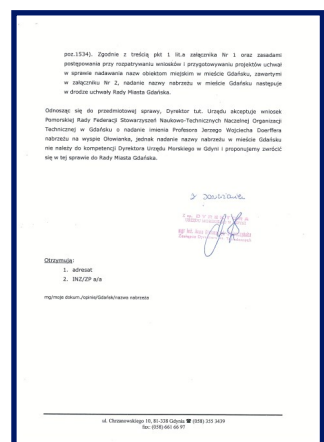 poz.1534). Zgodnie z treścią pkt 1 lit.a załącznika Nr 1 oraz zasadami
postępowania przy rozpatrywaniu wniosków i przygotowywaniu projektów uchwał
w sprawie nadawania nazw obiektom miejskim w mieście Gdańsku, zawartymi
w załączniku Nr 2, nadanie nazwy nabrzeżu w mieście Gdańsku następuje
w drodze uchwały Rady Miasta Gdańska.
Odnosząc się do przedmiotowej sprawy, Dyrektor tut. Urzędu akceptuje wniosek
Pomorskiej Rady Federacji Stowarzyszeń Naukowo-Technicznych Naczelnej Organizacji
Technicznej w Gdańsku o nadanie imienia Profesora Jerzego Wojciecha Doerffera
nabrzeżu na wyspie Ołowianka, jednak nadanie nazwy nabrzeżu w mieście Gdańsku
nie należy do kompetencji Dyrektora Urzędu Morskiego w Gdyni i proponujemy zwrócić
się w tej sprawie do Rady Miasta Gdańska.
Otrzymują:
1. adresat
2. INZ/ZP a/a
mg/moje dokum./opinie/Gdańsk/nazwa nabrzeża
ul. Chrzanowskiego 10, 81-338 Gdynia ☎ (058) 355 3439
fax: (058) 661 66 97